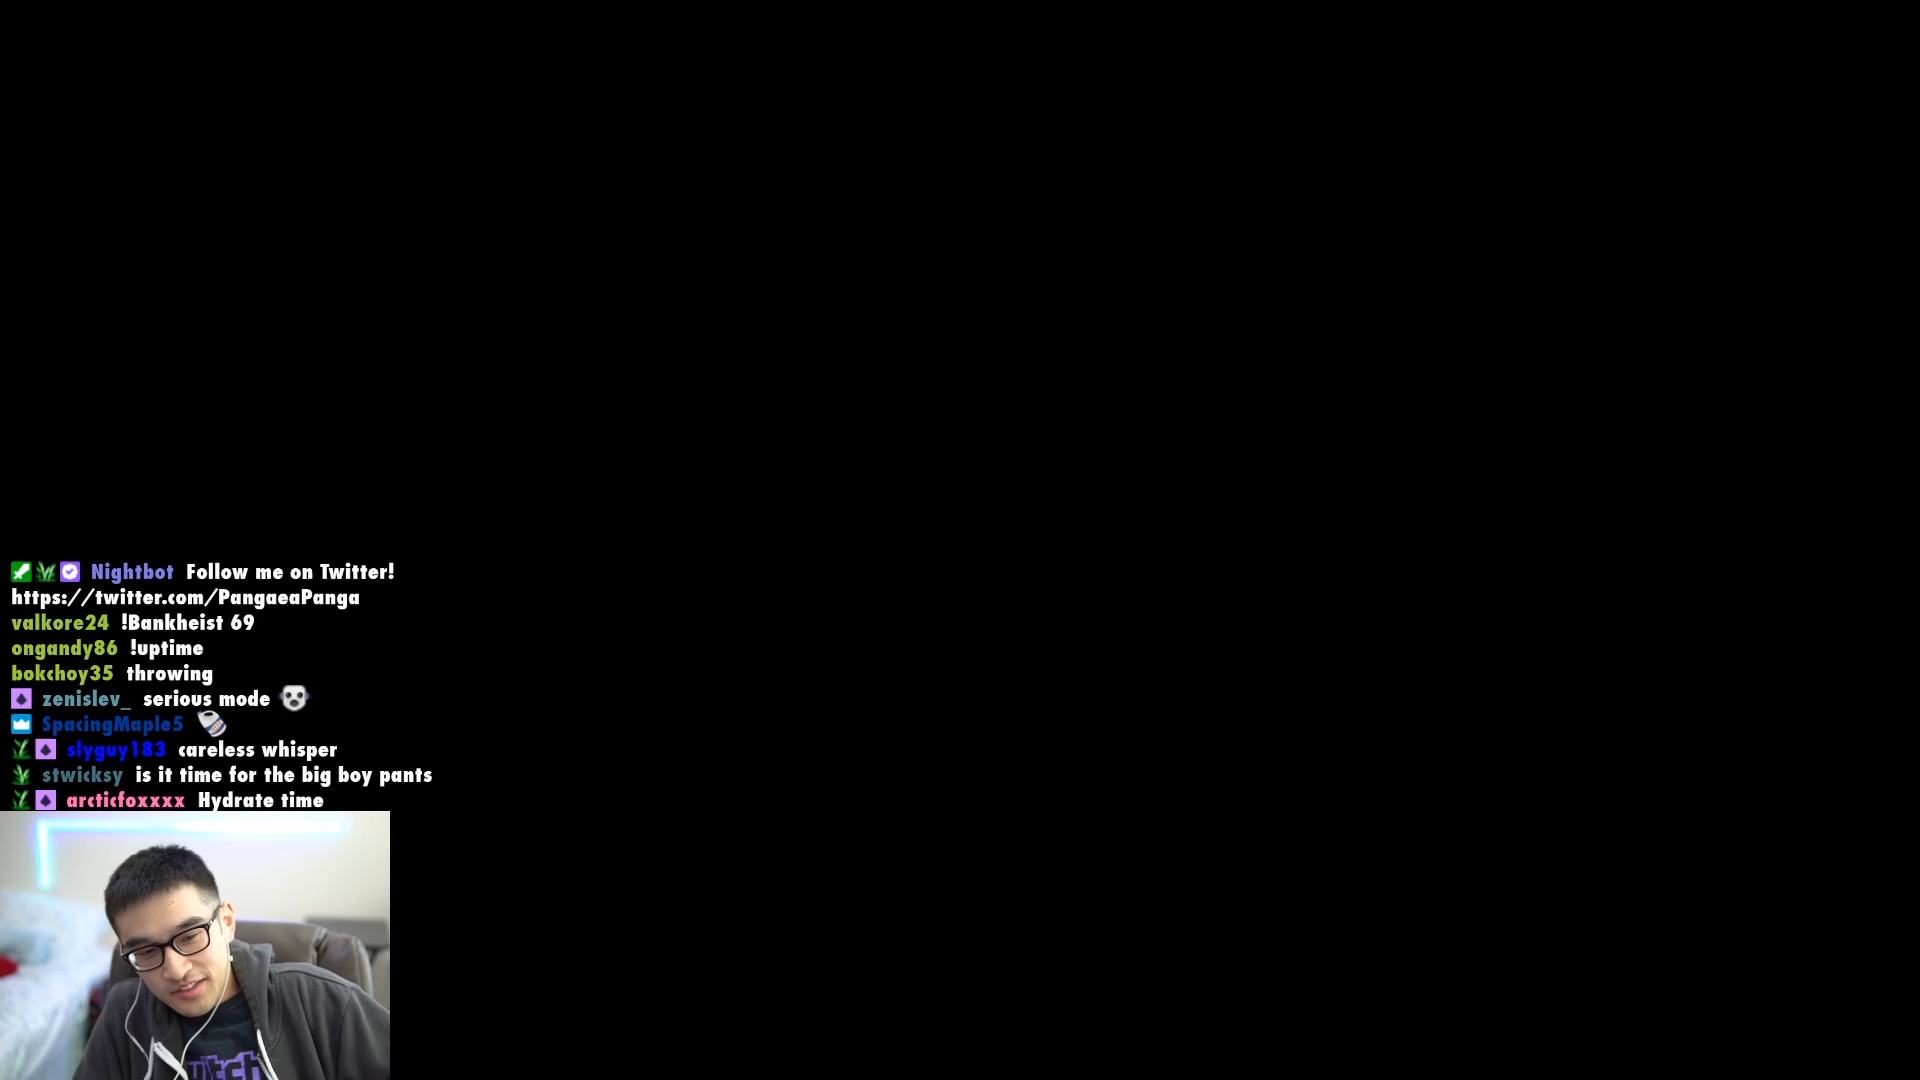 Nightbot Follow me on Twitter!
https://twitter.com/PangaeaPanga
valkore24 !Bankheist 69
ongandy86 !uptime
bokchoy35 throwing
zenislev_ serious mode
SpacingMaple5
slyguy183 careless whisper
stwicksy is it time for the big boy pants
arcticfoxxxx Hydrate time